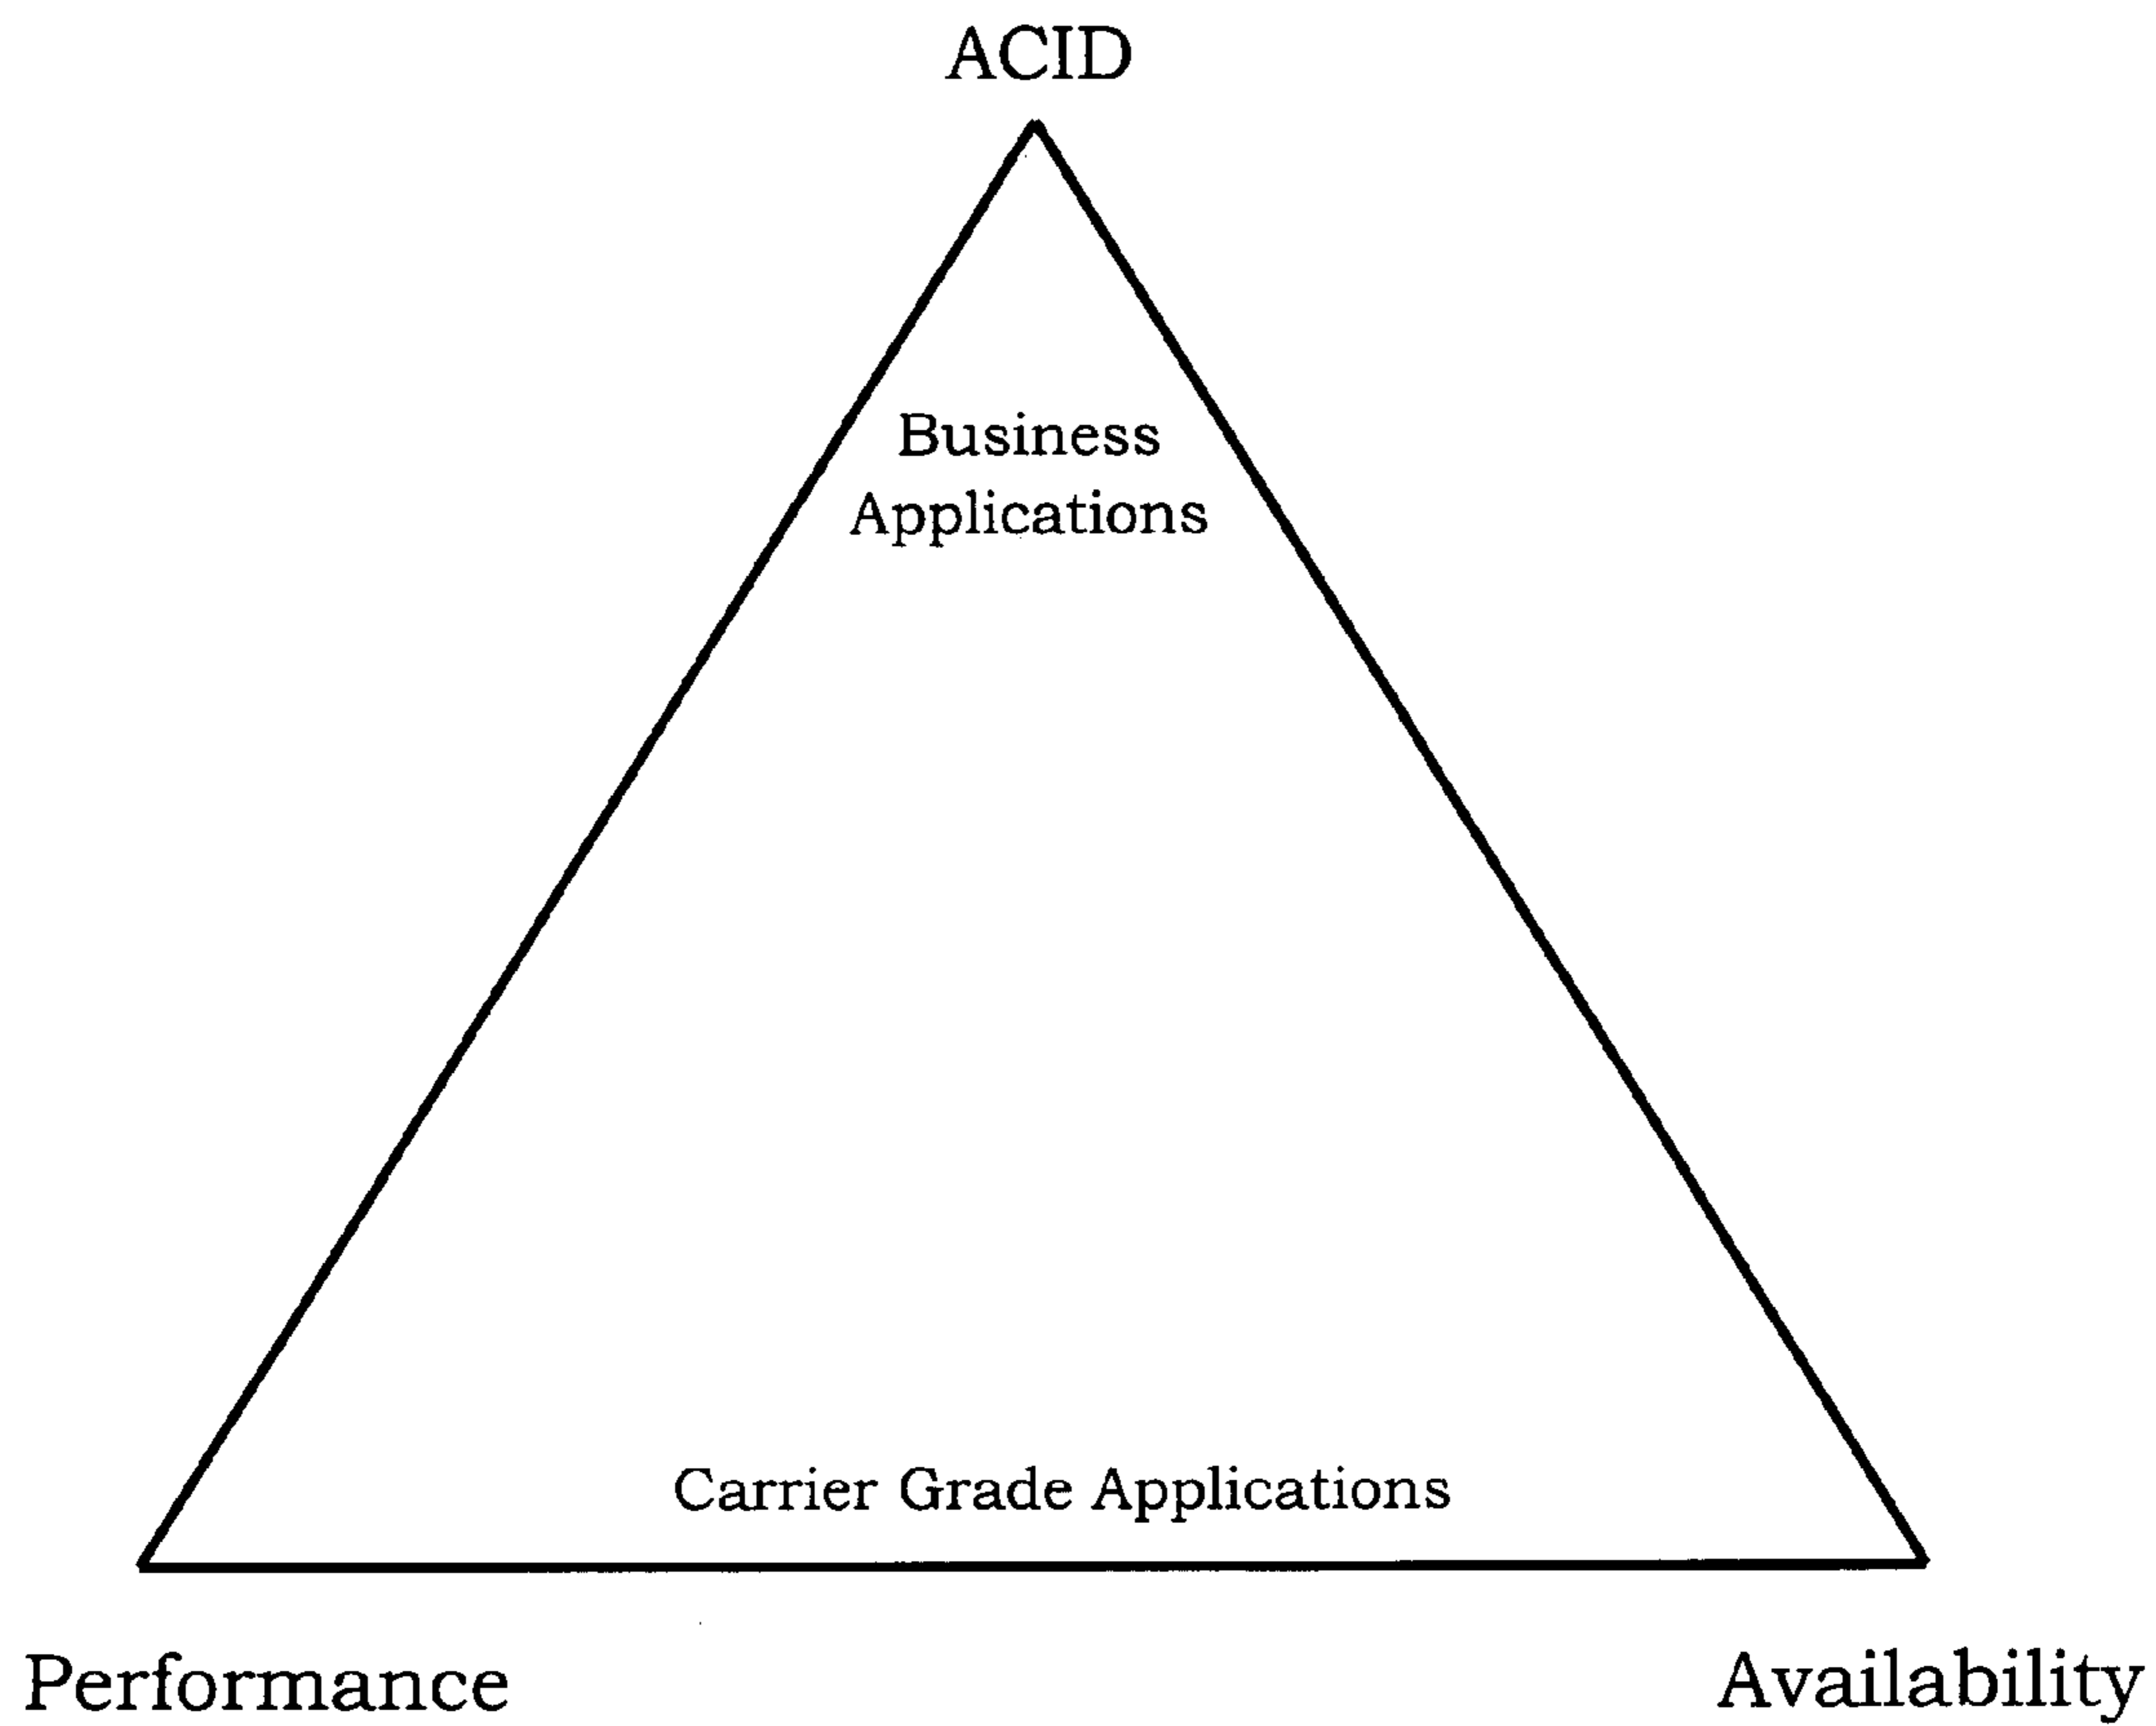 ACID
Business
Applications
Carrier Grade Applications
Performance
Availability